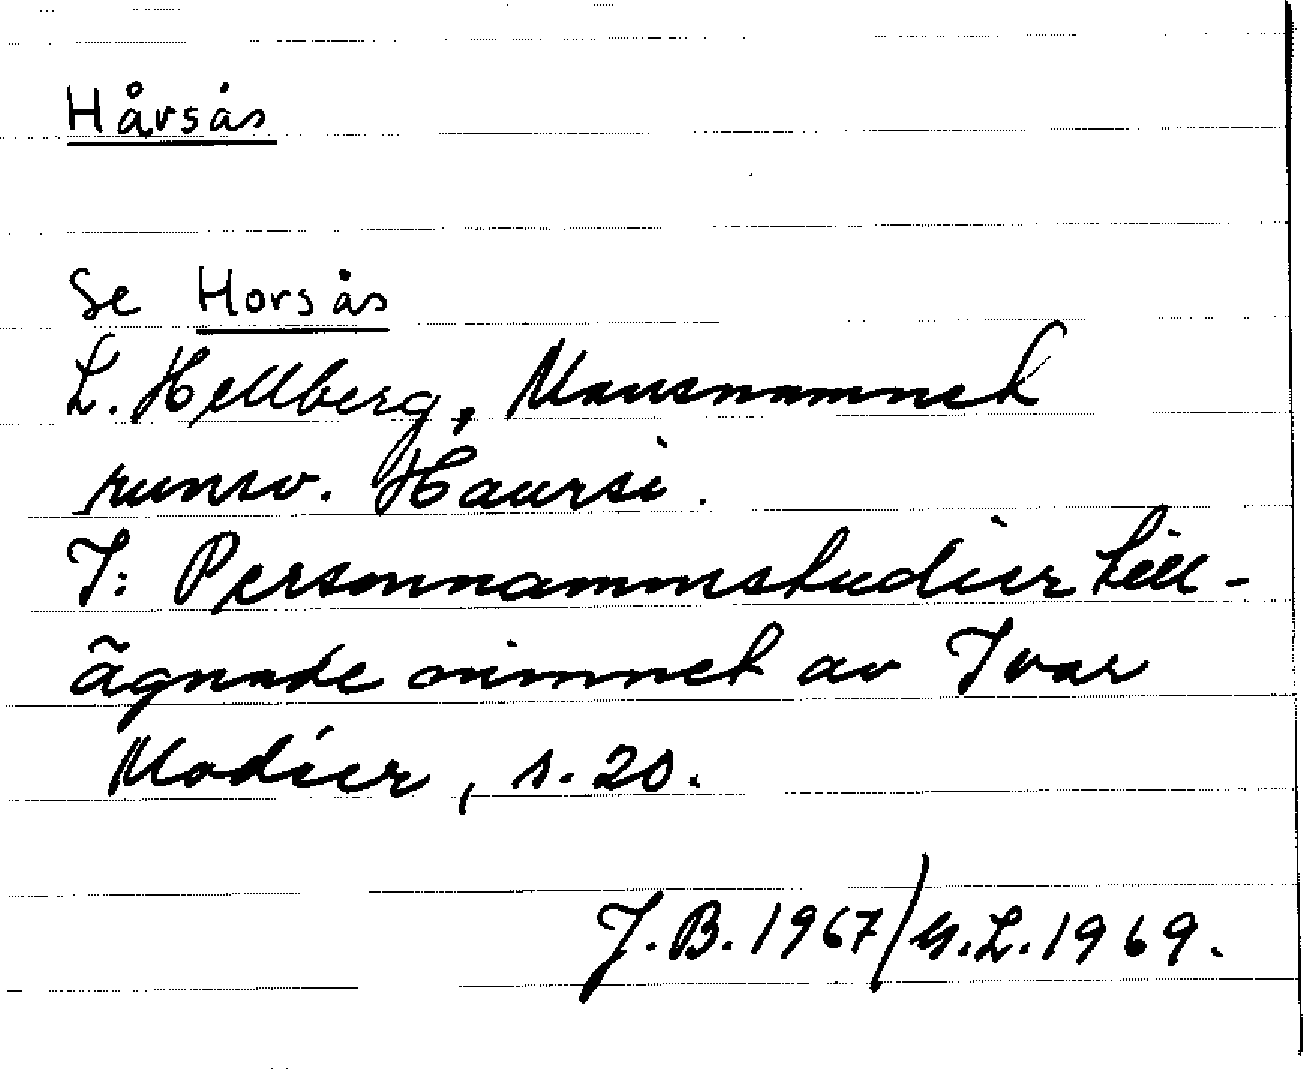 Hårsås
Se Horsås
L. Hellberg, Mansnamnet
runsv. Haursi.
I: Personnamnsstudier till-
ägnade minnet av Ivar
Modéer, s. 20.
J.B. 1967/G.L. 1969.